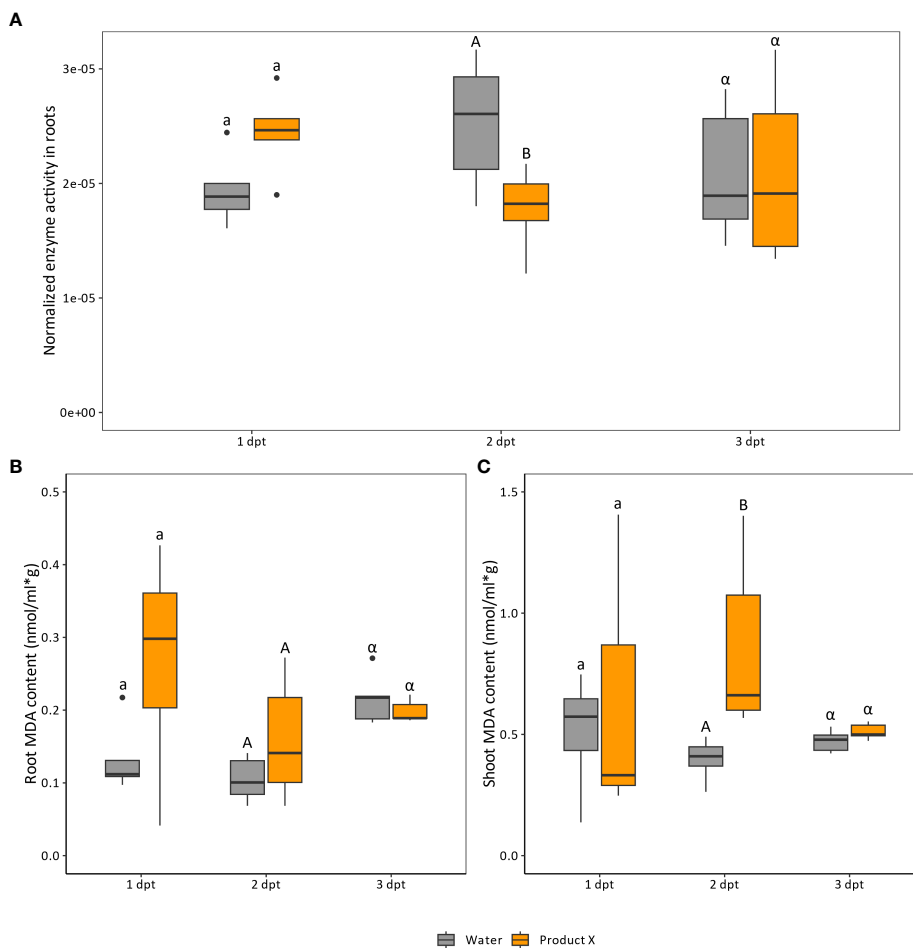 A
Normalized enzyme activity in roots
3e-05
2e-05
1e-05
0e+00
a
a
A
B
α
α
1 dpt
2 dpt
3 dpt
B
Root MDA content (nmol/ml*g)
0.5
0.4
0.3
0.2
0.1
0.0
a
a
A
A
α
α
1 dpt
2 dpt
3 dpt
C
Shoot MDA content (nmol/ml*g)
1.5
1.0
0.5
0.0
a
a
A
B
α
α
1 dpt
2 dpt
3 dpt
Water
Product X